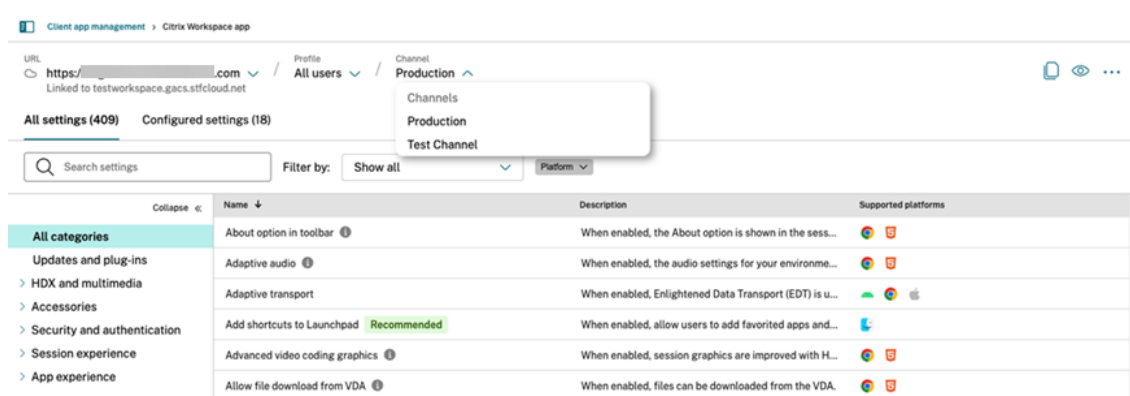 Client app management › Citrix Workspace app
URL
Profile
Channel
https:/ .com / All users / Production
Linked to testworkspace.gacs.stfcloud.net
Channels
Production
Test Channel
All settings (409) Configured settings (18)
Search settings Filter by: Show all Platform
Collapse «
Name ↓ Description Supported platforms
All categories
Updates and plug-ins
HDX and multimedia
Accessories
Security and authentication
Session experience
App experience
About option in toolbar When enabled, the About option is shown in the sess...
Adaptive audio When enabled, the audio settings for your environme...
Adaptive transport When enabled, Enlightened Data Transport (EDT) is u...
Add shortcuts to Launchpad Recommended When enabled, allow users to add favorited apps and...
Advanced video coding graphics When enabled, session graphics are improved with H...
Allow file download from VDA When enabled, files can be downloaded from the VDA.